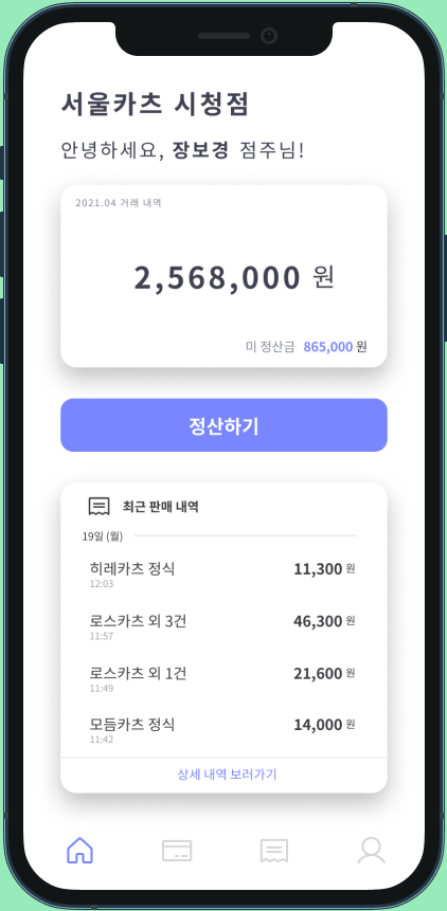 서울카츠 시청점
안녕하세요, 장보경 점주님!
2021.04 거래 내역
2,568,000 원
미 정산금 865,000 원
정산하기
최근 판매 내역
19일 (월)
히레카츠 정식 11,300 원
12:03
로스카츠 외 3건 46,300 원
11:57
로스카츠 외 1건 21,600 원
11:49
모듬카츠 정식 14,000 원
11:42
상세 내역 보러가기